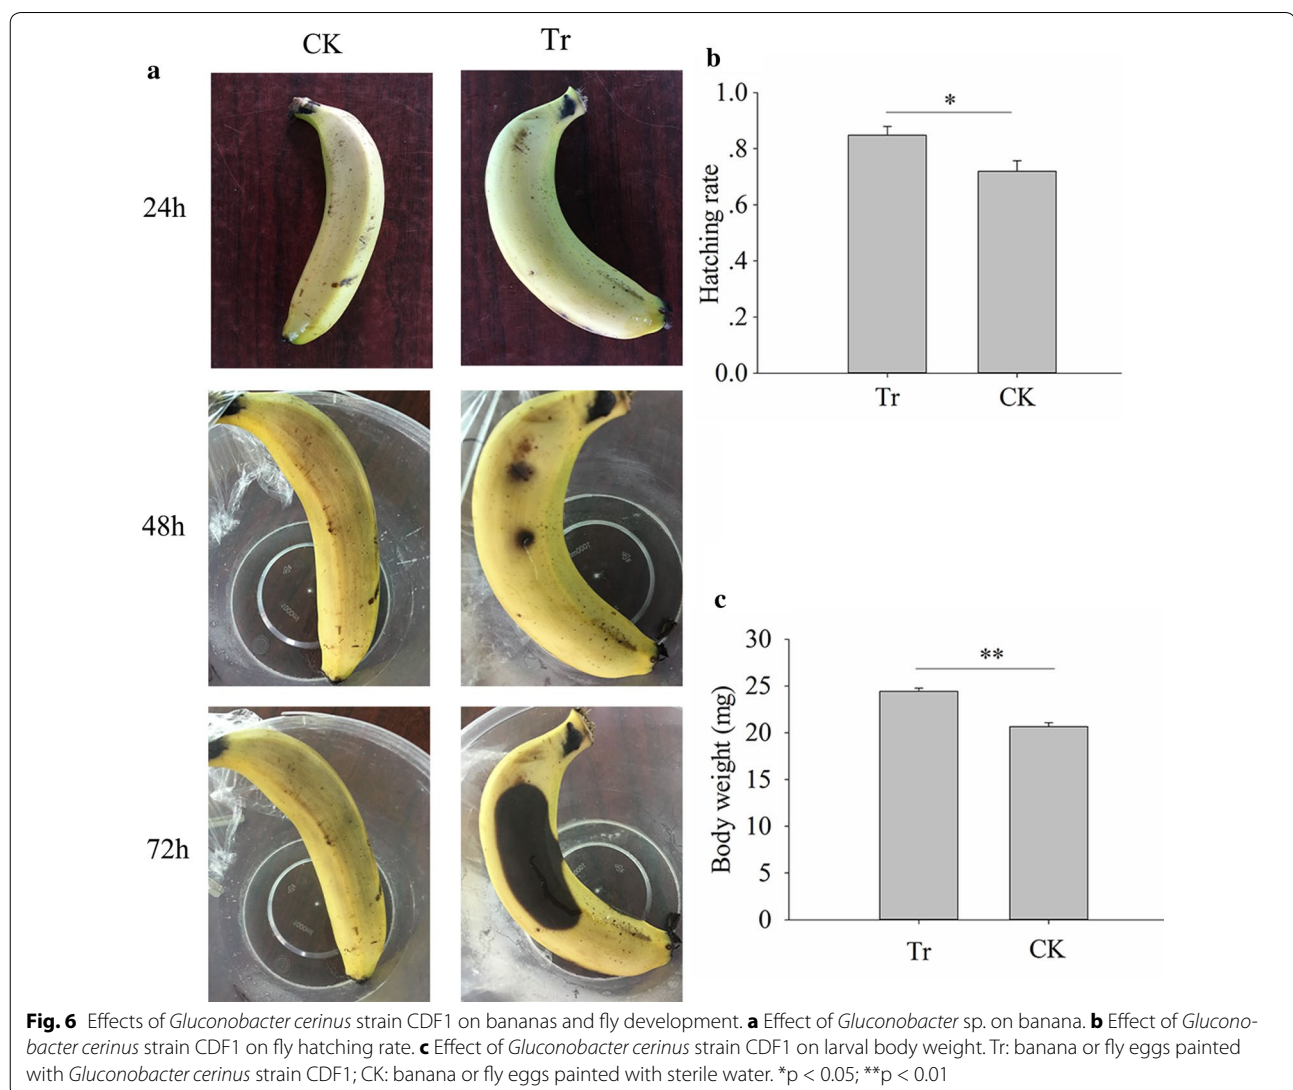 CK
Tr
a
24h
48h
72h
b
1.0
.8
.6
.4
.2
0.0
Hatching rate
*
Tr
CK
c
30
25
20
15
10
5
0
Body weight (mg)
**
Tr
CK
Fig. 6 Effects of Gluconobacter cerinus strain CDF1 on bananas and fly development. a Effect of Gluconobacter sp. on banana. b Effect of Glucono-
bacter cerinus strain CDF1 on fly hatching rate. c Effect of Gluconobacter cerinus strain CDF1 on larval body weight. Tr: banana or fly eggs painted
with Gluconobacter cerinus strain CDF1; CK: banana or fly eggs painted with sterile water. *p < 0.05; **p < 0.01